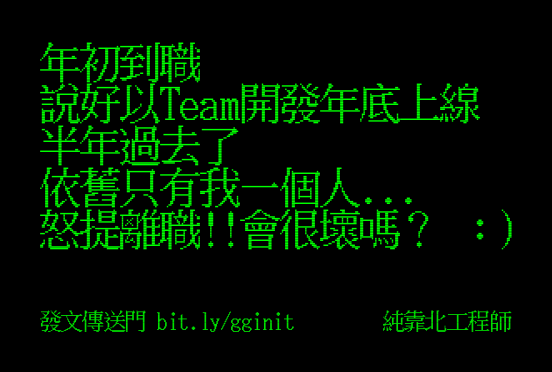 年初到職
說好以Team開發年底上線
半年過去了
依舊只有我一個人...
怒提離職!!會很壞嗎？ :)
發文傳送門 bit.ly/gginit
純靠北工程師